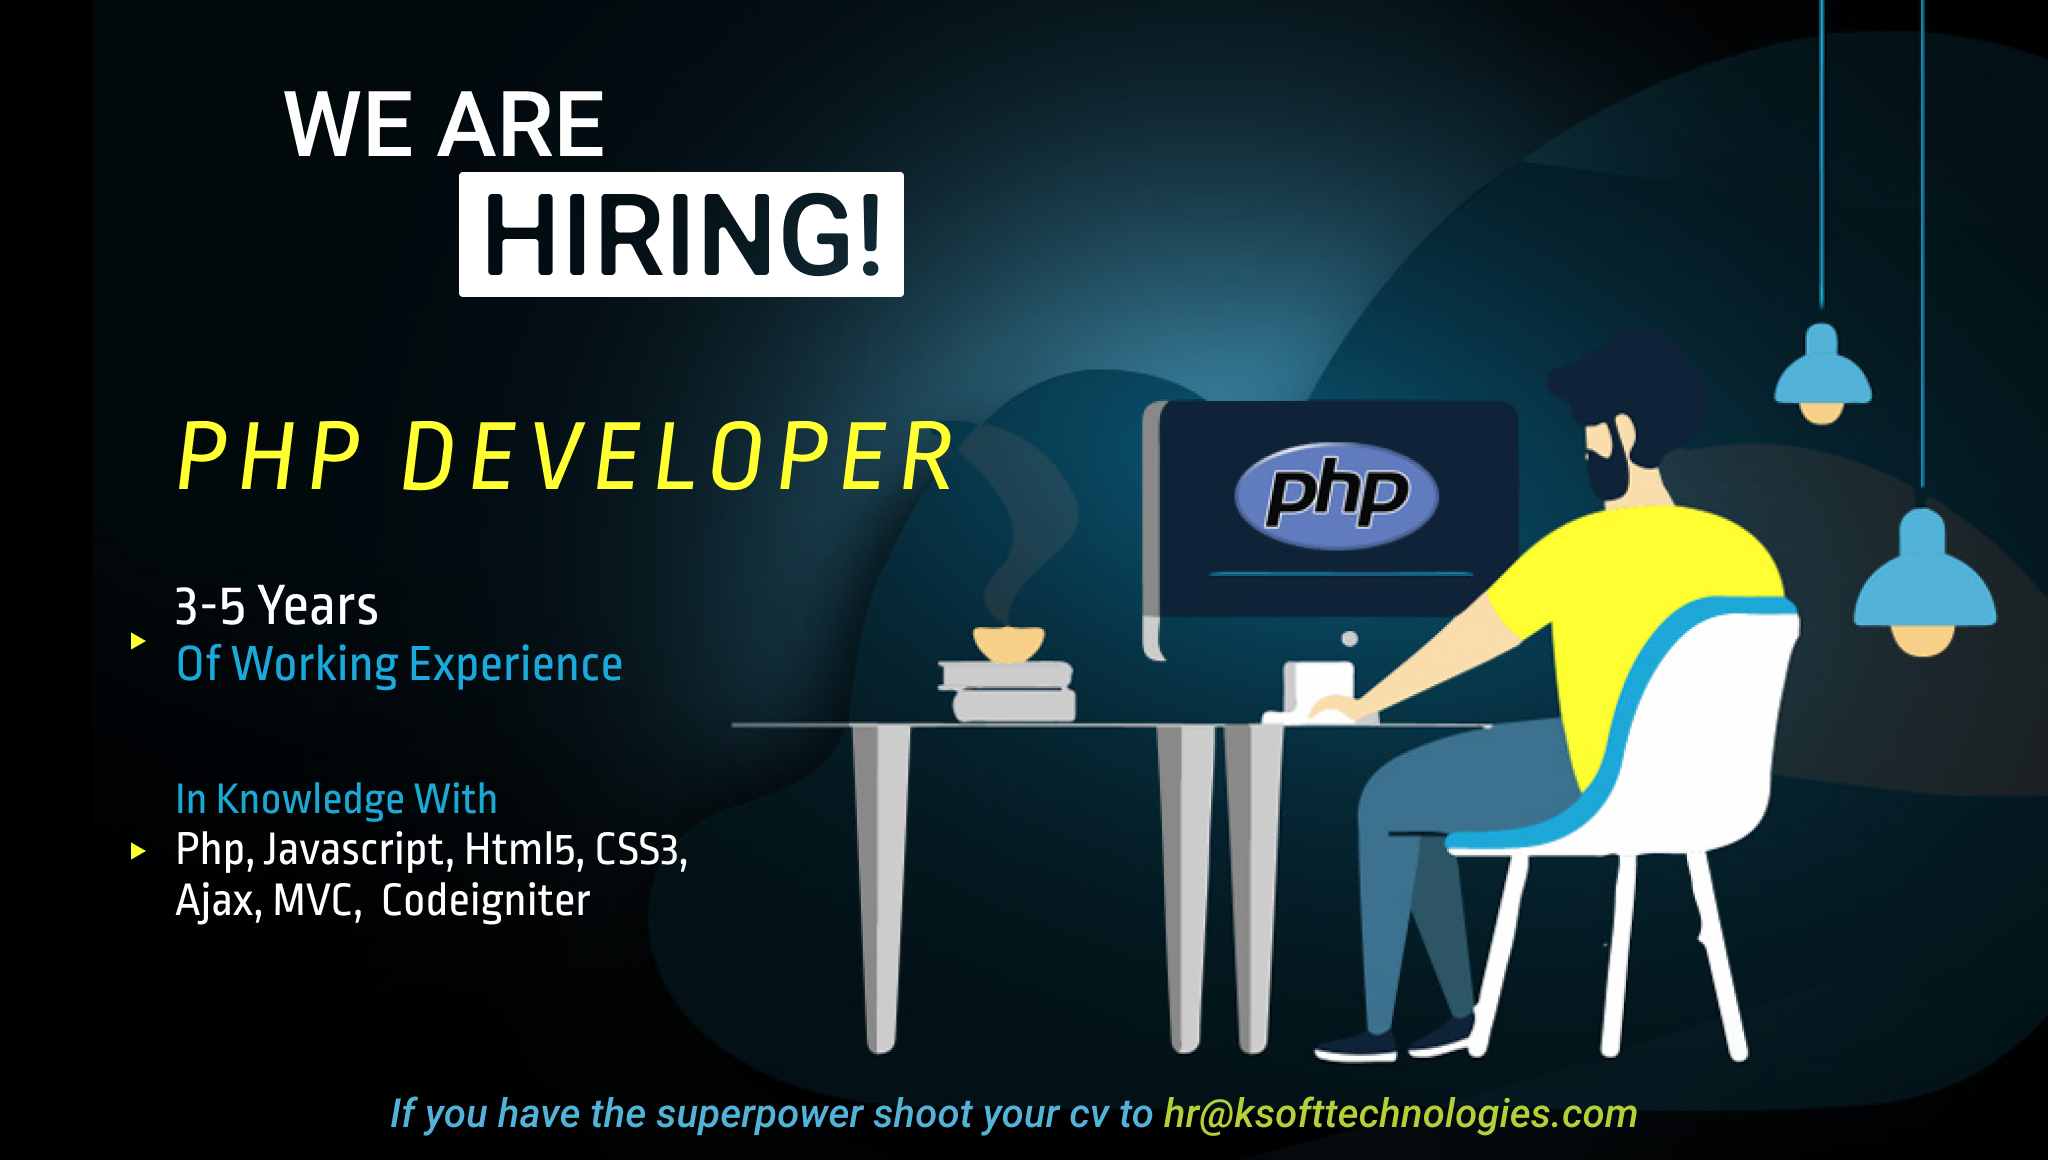 WE ARE
HIRING!
PHP DEVELOPER
php
3-5 Years
Of Working Experience
In Knowledge With
Php, Javascript, Html5, CSS3,
Ajax, MVC, Codeigniter
If you have the superpower shoot your cv to hr@ksofttechnologies.com